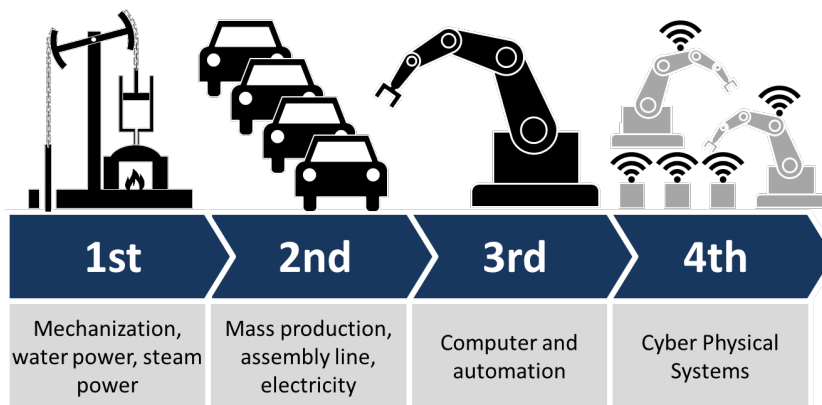 1st
2nd
3rd
4th
Mechanization,
water power, steam
power
Mass production,
assembly line,
electricity
Computer and
automation
Cyber Physical
Systems